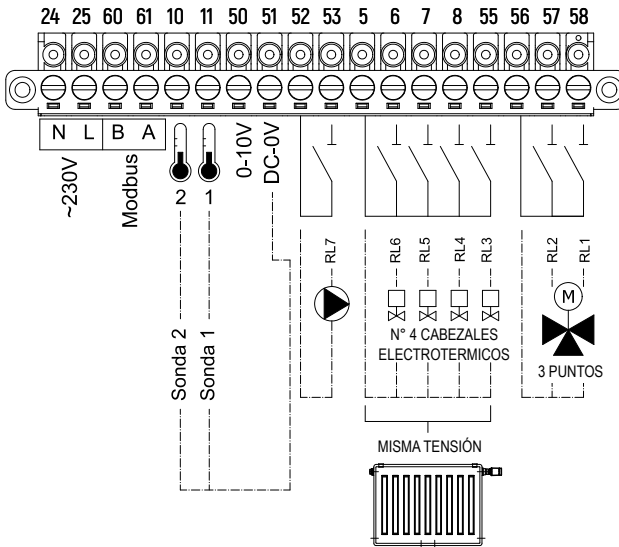 24 25 60 61 10 11 50 51 52 53 5 6 7 8 55 56 57 58
N L B A
~230V
Modbus
2 1
0-10V
DC-0V
RL7
RL6
RL5
RL4
RL3
RL2
RL1
M
N° 4 CABEZALES
ELECTROTERMICOS
3 PUNTOS
Sonda 2
Sonda 1
MISMA TENSIÓN